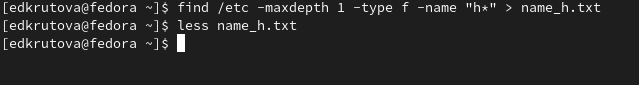 [edkrutova@fedora ~]$ find /etc -maxdepth 1 -type f -name "h*" > name_h.txt
[edkrutova@fedora ~]$ less name_h.txt
[edkrutova@fedora ~]$